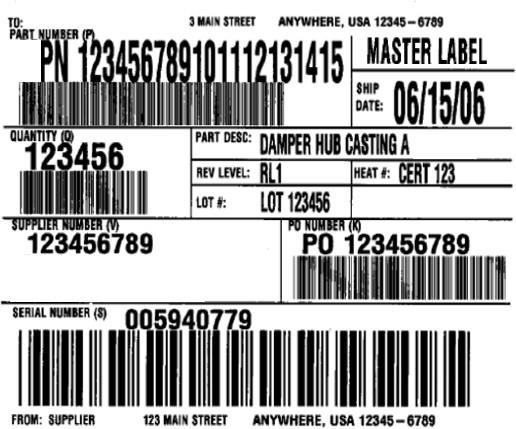 TO: 3 MAIN STREET ANYWHERE, USA 12345-6789
PART NUMBER (P)
PN 123456789101112131415
MASTER LABEL
SHIP DATE: 06/15/06
QUANTITY (Q)
123456
PART DESC: DAMPER HUB CASTING A
REV LEVEL: RL1 HEAT #: CERT 123
LOT #: LOT 123456
SUPPLIER NUMBER (V)
123456789
PO NUMBER (K)
PO 123456789
SERIAL NUMBER (S) 005940779
FROM: SUPPLIER 123 MAIN STREET ANYWHERE, USA 12345-6789